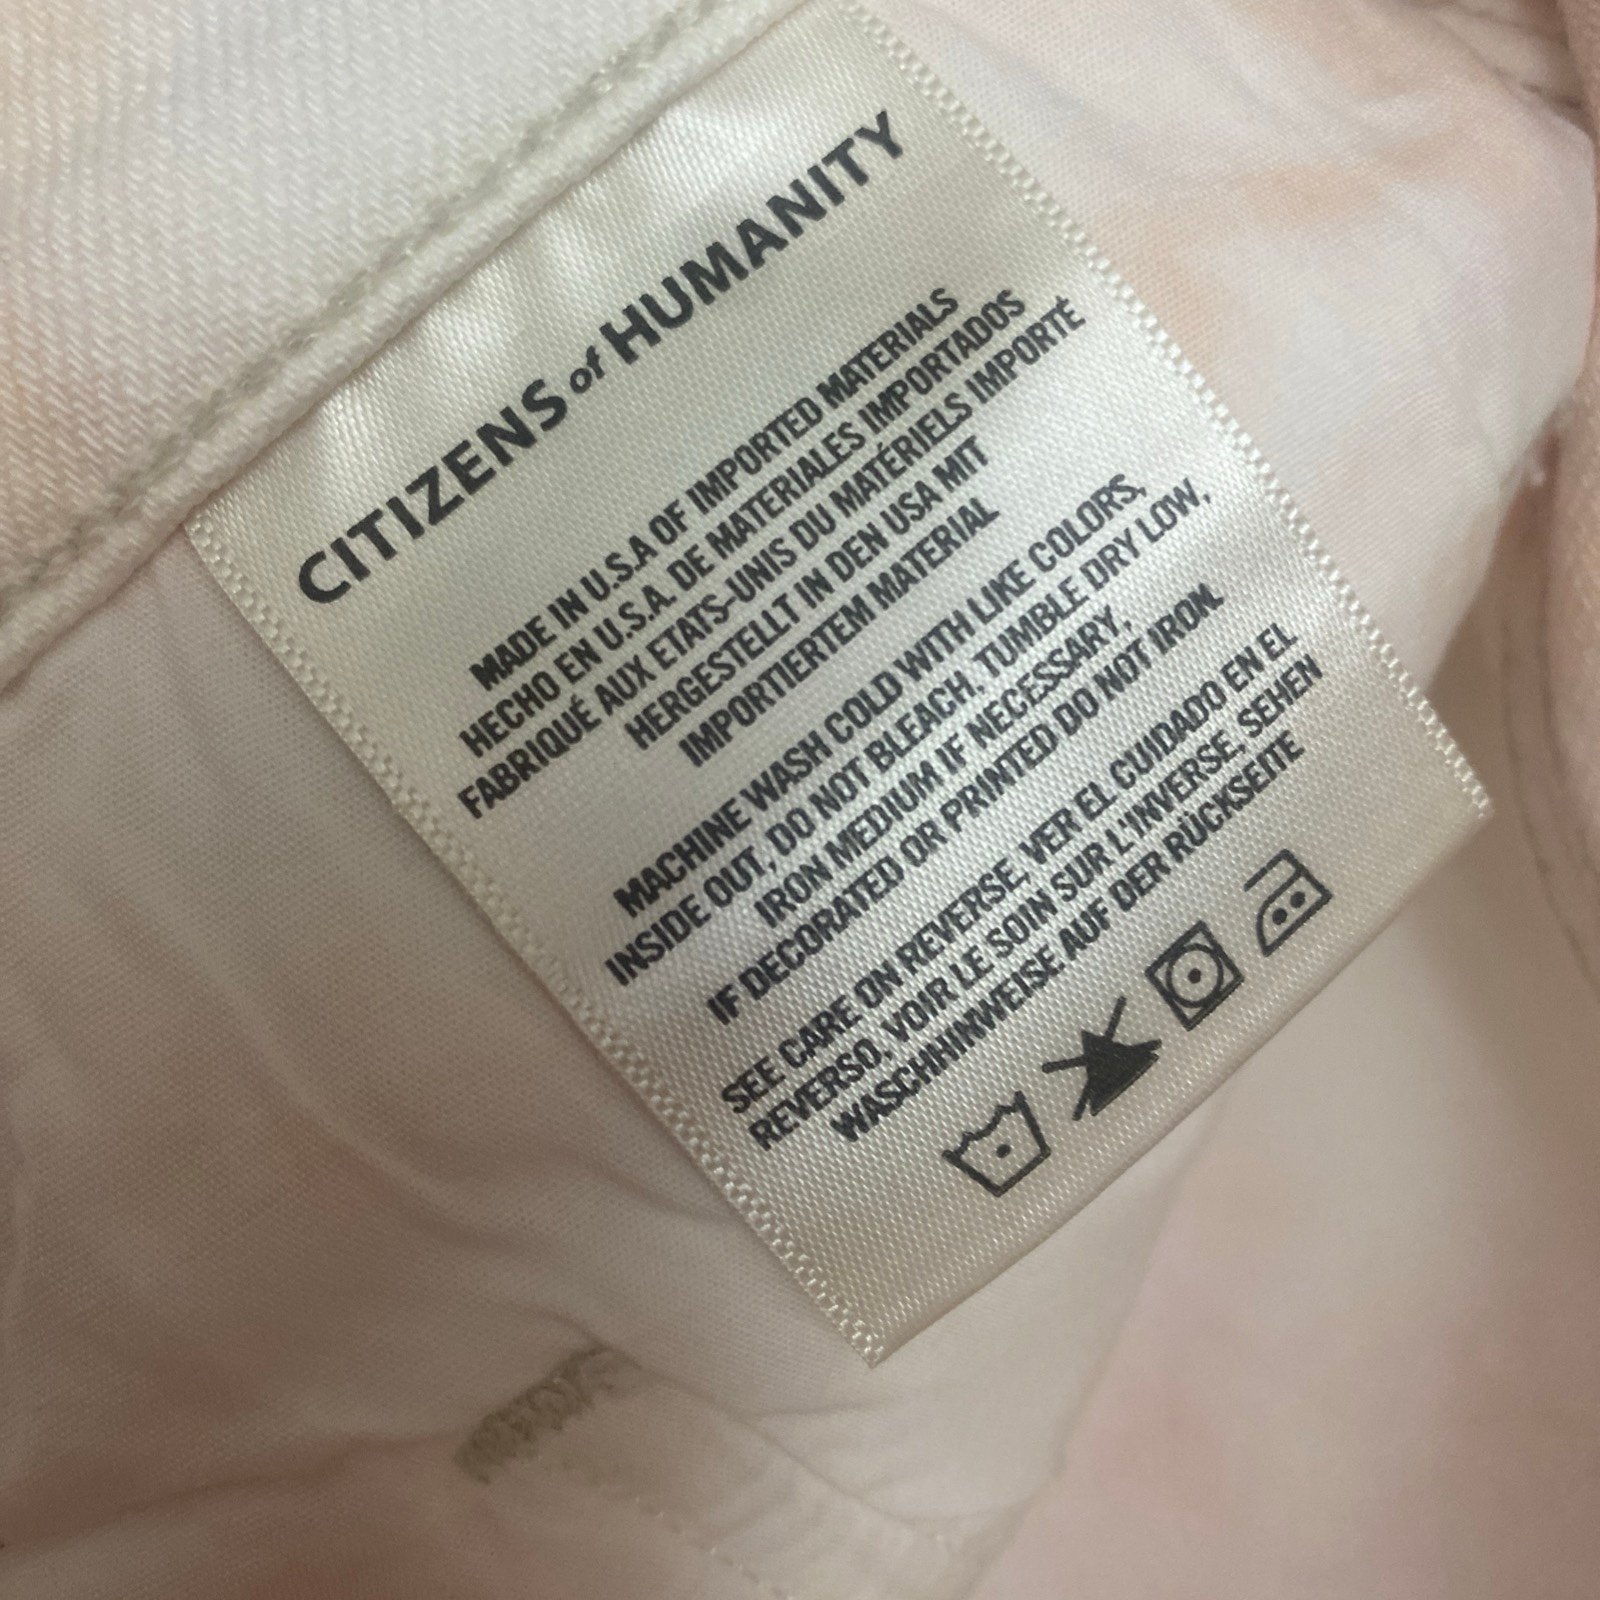 CITIZENS of HUMANITY
MADE IN U.S.A OF IMPORTED MATERIALS
HECHO EN U.S.A. DE MATERIALES IMPORTADOS
FABRIQUÉ AUX ETATS-UNIS DU MATÉRIELS IMPORTÉ
HERGESTELLT IN DEN USA MIT
IMPORTIERTEM MATERIAL
MACHINE WASH COLD WITH LIKE COLORS,
INSIDE OUT, DO NOT BLEACH, TUMBLE DRY LOW,
IRON MEDIUM IF NECESSARY,
IF DECORATED OR PRINTED DO NOT IRON.
SEE CARE ON REVERSE, VER EL CUIDADO EN EL
REVERSO, VOIR LE SOIN SUR L'INVERSE, SEHEN
WASCHHINWEISE AUF DER RÜCKSEITE